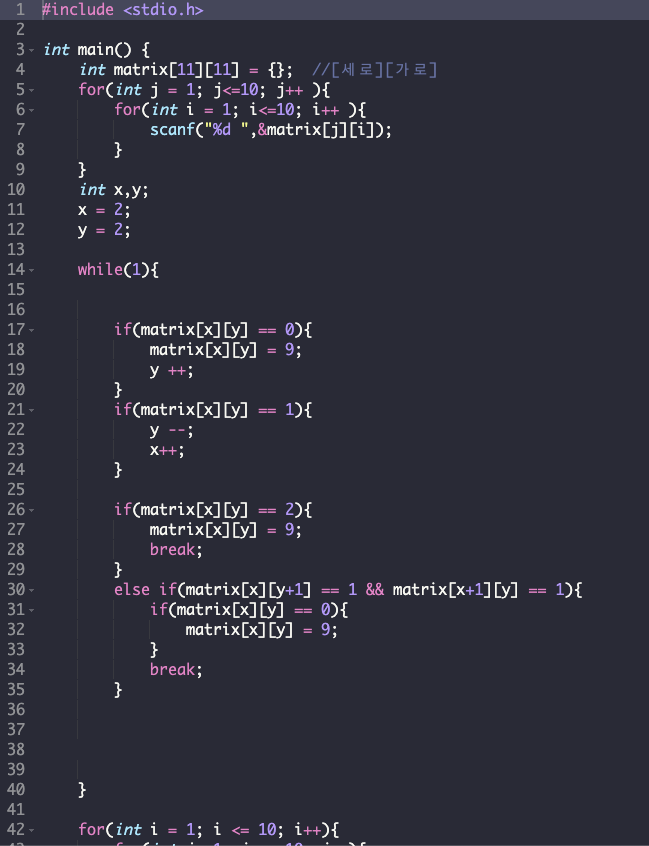 1 #include <stdio.h>
2
3 int main() {
4 int matrix[11][11] = {}; //[세로][가로]
5 for(int j = 1; j<=10; j++ ){
6 for(int i = 1; i<=10; i++ ){
7 scanf("%d ",&matrix[j][i]);
8 }
9 }
10 int x,y;
11 x = 2;
12 y = 2;
13
14 while(1){
15
16
17 if(matrix[x][y] == 0){
18 matrix[x][y] = 9;
19 y ++;
20 }
21 if(matrix[x][y] == 1){
22 y --;
23 x++;
24 }
25
26 if(matrix[x][y] == 2){
27 matrix[x][y] = 9;
28 break;
29 }
30 else if(matrix[x][y+1] == 1 && matrix[x+1][y] == 1){
31 if(matrix[x][y] == 0){
32 matrix[x][y] = 9;
33 }
34 break;
35 }
36
37
38
39
40 }
41
42 for(int i = 1; i <= 10; i++){